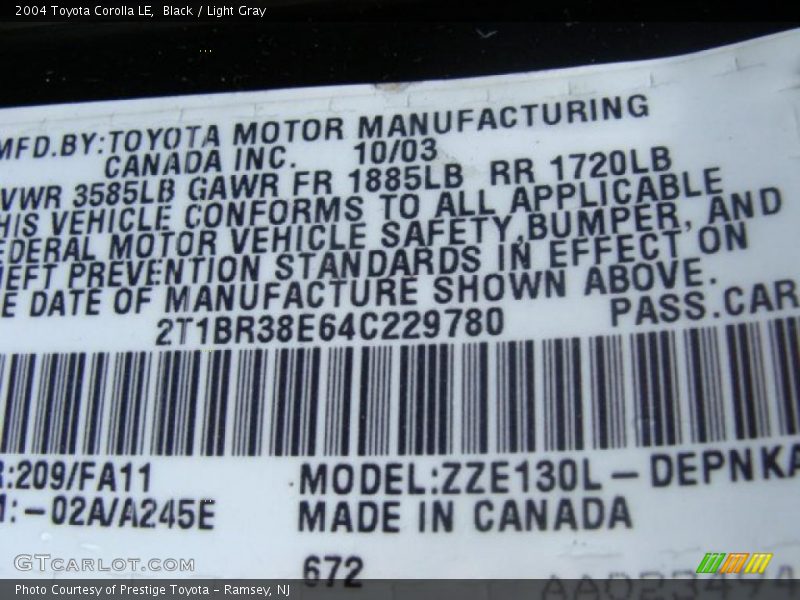 2004 Toyota Corolla LE, Black / Light Gray
MFD.BY:TOYOTA MOTOR MANUFACTURING
CANADA INC. 10/03
VWR 3585LB GAWR FR 1885LB RR 1720LB
HIS VEHICLE CONFORMS TO ALL APPLICABLE
EDERAL MOTOR VEHICLE SAFETY,BUMPER, AND
HEFT PREVENTION STANDARDS IN EFFECT ON
E DATE OF MANUFACTURE SHOWN ABOVE.
2T1BR38E64C229780 PASS.CAR
R:209/FA11 MODEL:ZZE130L-DEPNKA
:-02A/A245E MADE IN CANADA
672
GTCARLOT.COM
Photo Courtesy of Prestige Toyota - Ramsey, NJ